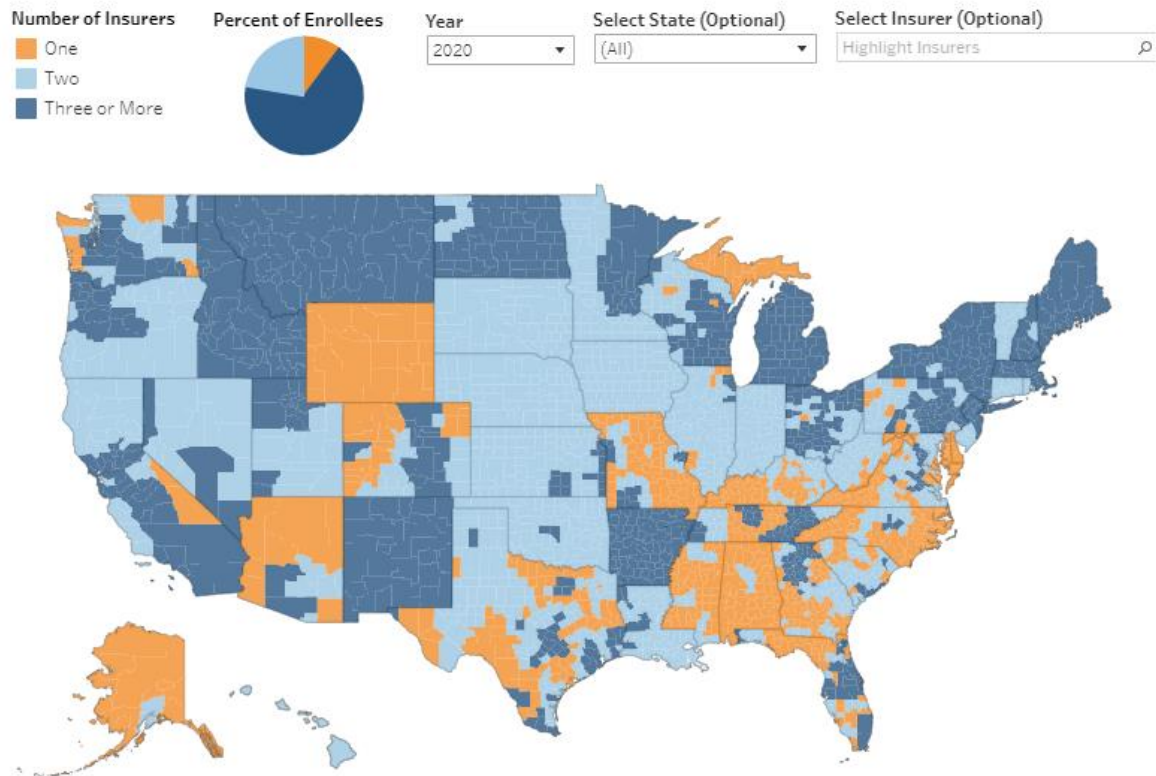 Number of Insurers
One
Two
Three or More
Percent of Enrollees
Year
2020
Select State (Optional)
(All)
Select Insurer (Optional)
Highlight Insurers